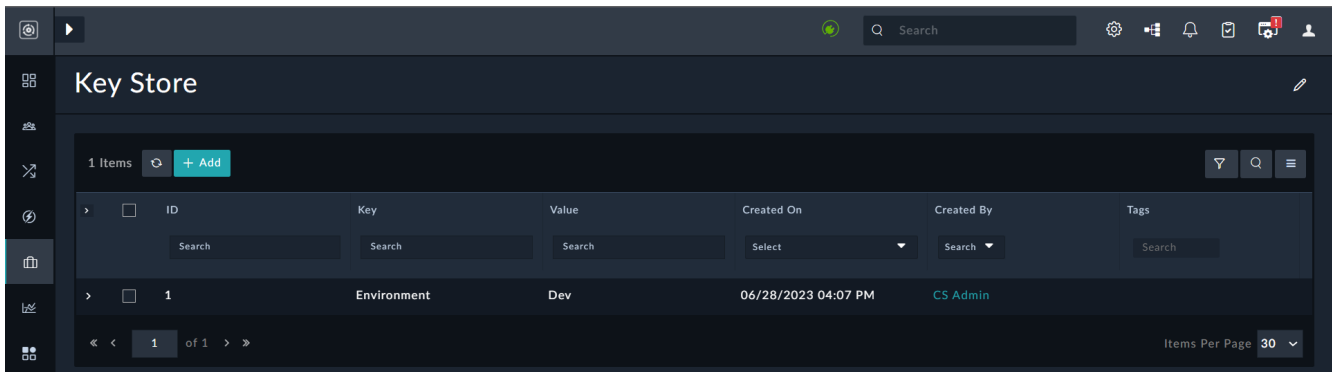 Search
!
Key Store
1 Items + Add
ID Key Value Created On Created By Tags
Search Search Search Select Search Search
1 Environment Dev 06/28/2023 04:07 PM CS Admin
1 of 1 Items Per Page 30